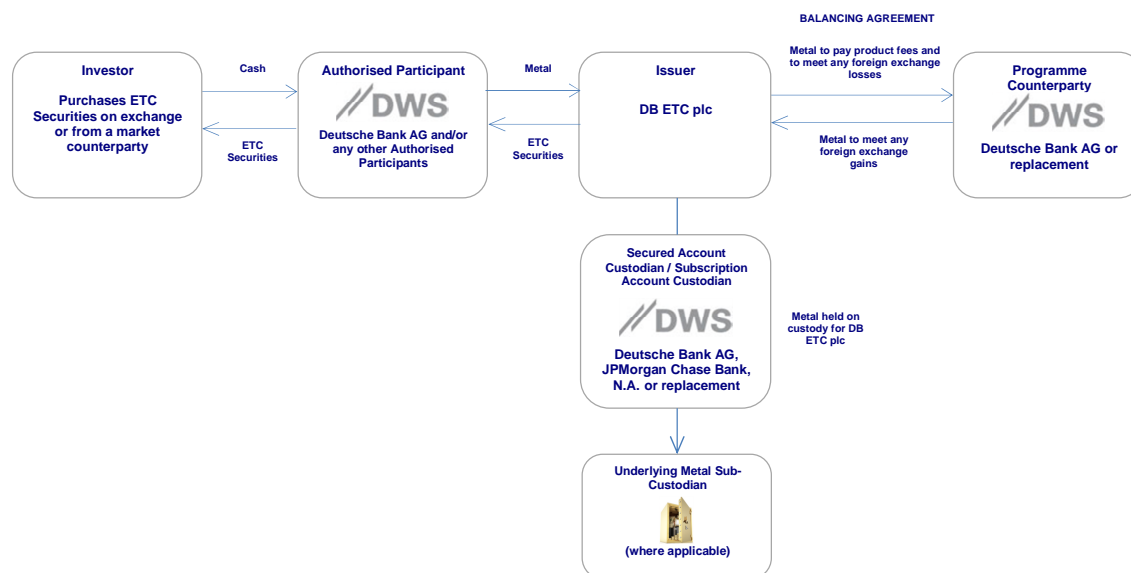 BALANCING AGREEMENT
Investor
Purchases ETC
Securities on exchange
or from a market
counterparty
Cash
ETC
Securities
Authorised Participant
DWS
Deutsche Bank AG and/or
any other Authorised
Participants
Metal
ETC
Securities
Issuer
DB ETC plc
Metal to pay product fees and
to meet any foreign exchange
losses
Metal to meet any
foreign exchange
gains
Programme
Counterparty
DWS
Deutsche Bank AG or
replacement
Secured Account
Custodian / Subscription
Account Custodian
DWS
Deutsche Bank AG,
JPMorgan Chase Bank,
N.A. or replacement
Metal held on
custody for DB
ETC plc
Underlying Metal Sub-
Custodian
(where applicable)